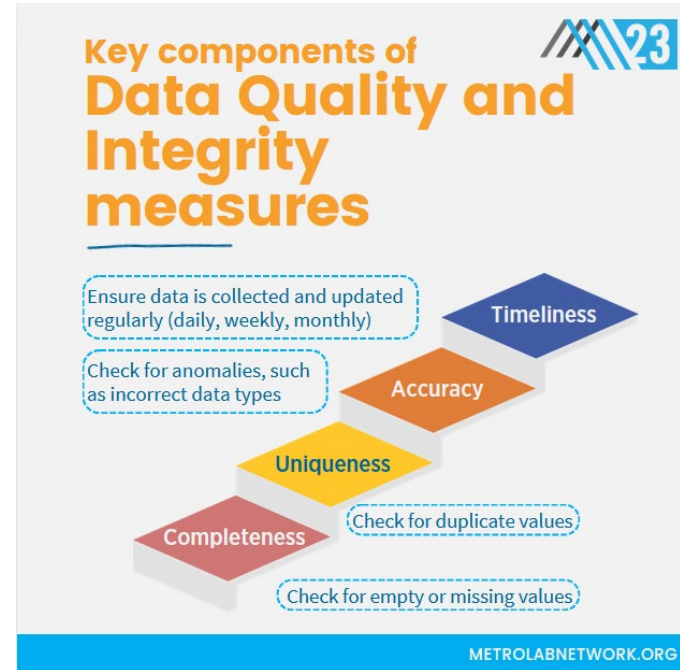 23
Key components of
Data Quality and
Integrity
measures
Ensure data is collected and updated
regularly (daily, weekly, monthly)
Timeliness
Check for anomalies, such
as incorrect data types
Accuracy
Uniqueness
Check for duplicate values
Completeness
Check for empty or missing values
METROLABNETWORK.ORG